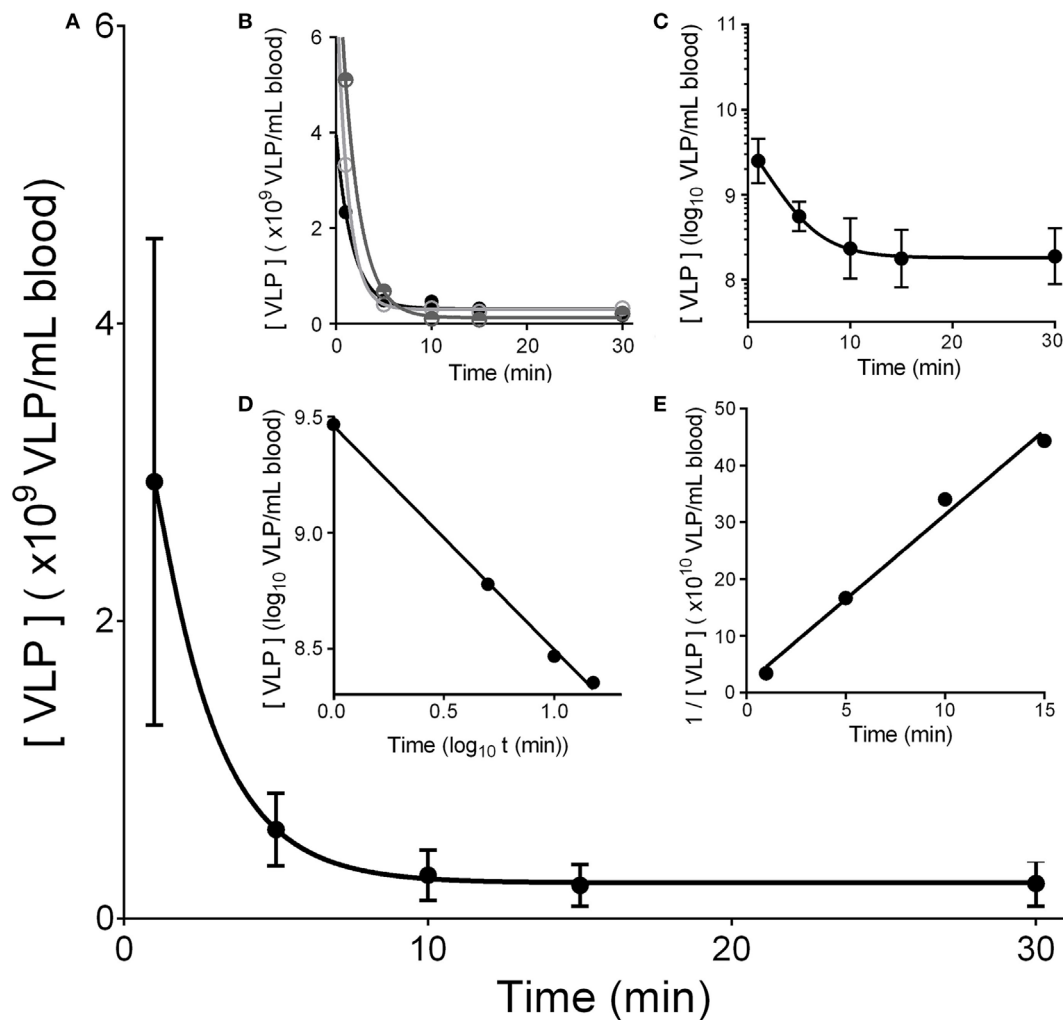 A
[ VLP ] ( x10⁹ VLP/mL blood)
6
4
2
0
0
10
20
30
Time (min)
B
[ VLP ] ( x10⁹ VLP/mL blood)
6
4
2
0
0
10
20
30
Time (min)
C
[ VLP ] (log₁₀ VLP/mL blood)
11
10
9
8
0
10
20
30
Time (min)
D
[ VLP ] (log₁₀ VLP/mL blood)
9.5
9.0
8.5
0.0
0.5
1.0
Time (log₁₀ t (min))
E
1 / [ VLP ] ( x10¹⁰ VLP/mL blood)
50
40
30
20
10
0
0
5
10
15
Time (min)